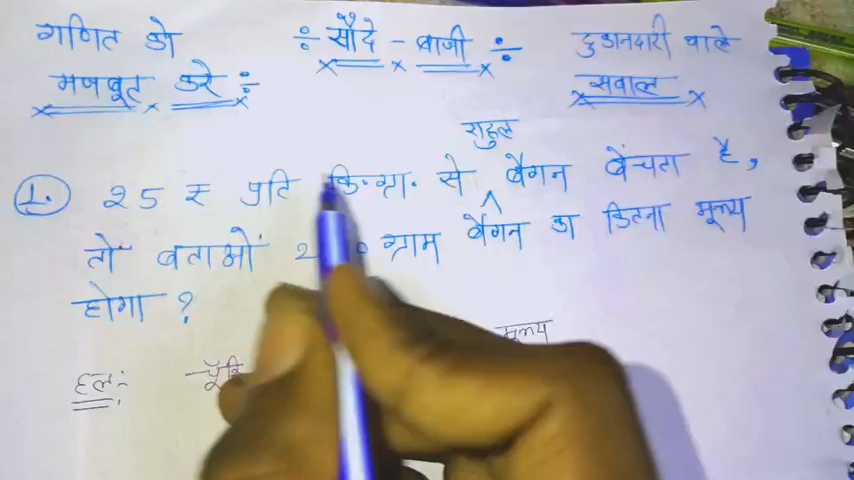 गणित को
मजबूत करे ÷
÷ सौदे - बाजी ÷
दुकानदारी वाले
सवाल
राहुल
1. 25 ₹ प्रति कि.ग्रा. से बैगन बेंचता है,
तो बताओं ग्राम बैगन का कितना मूल्य
होगा ?
मूल्य
हल: